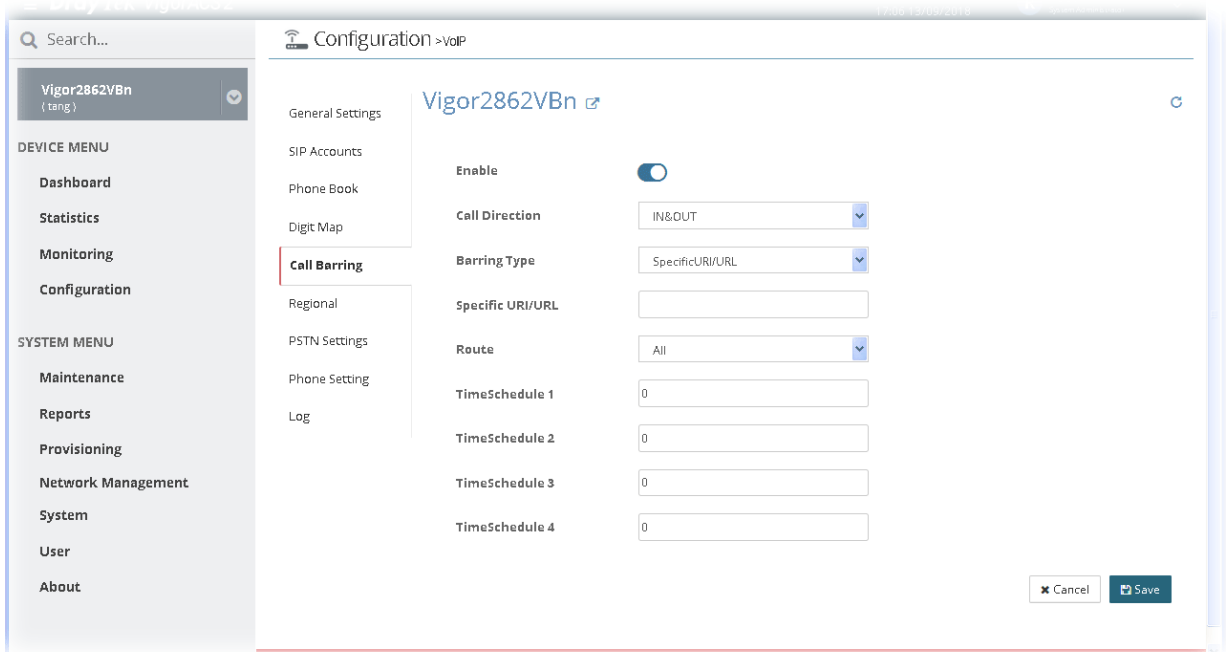 Search...
Configuration >VoIP
Vigor2862VBn
( tang )
DEVICE MENU
Dashboard
Statistics
Monitoring
Configuration
SYSTEM MENU
Maintenance
Reports
Provisioning
Network Management
System
User
About
General Settings
SIP Accounts
Phone Book
Digit Map
Call Barring
Regional
PSTN Settings
Phone Setting
Log
Vigor2862VBn
Enable
Call Direction IN&OUT
Barring Type SpecificURI/URL
Specific URI/URL
Route All
TimeSchedule 1 0
TimeSchedule 2 0
TimeSchedule 3 0
TimeSchedule 4 0
Cancel Save